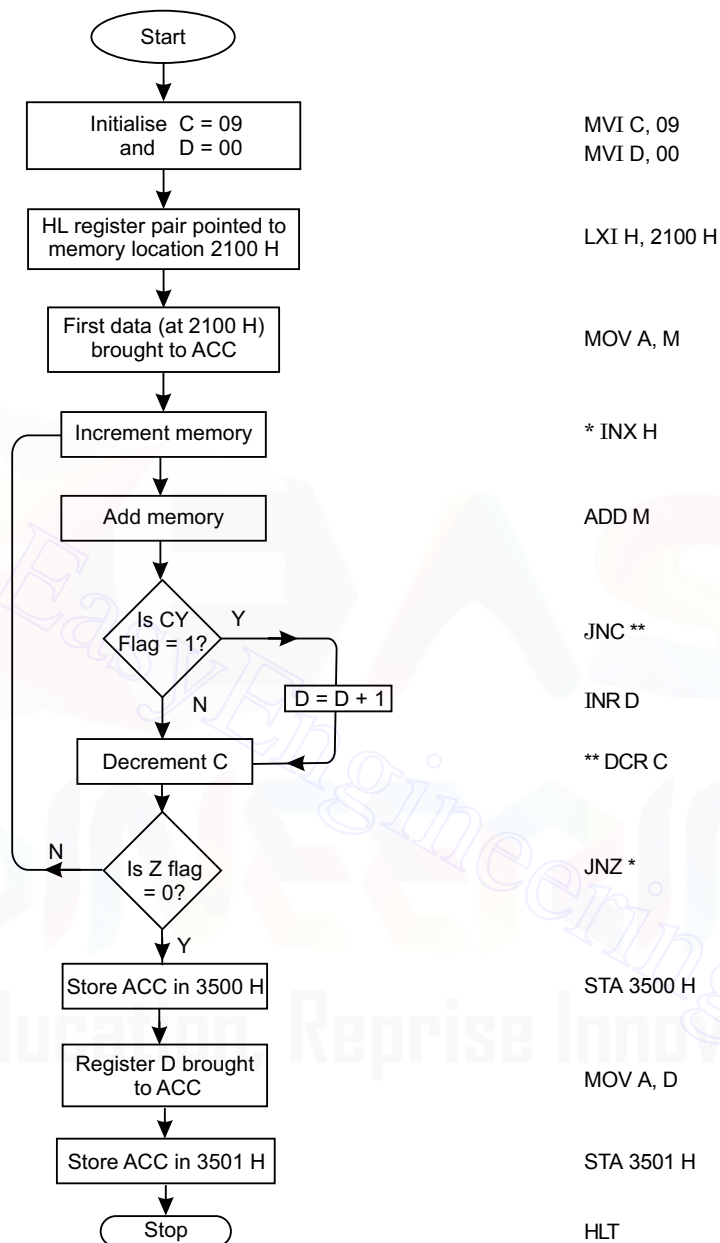 Start
Initialise C = 09
and D = 00
MVI C, 09
MVI D, 00
HL register pair pointed to
memory location 2100 H
LXI H, 2100 H
First data (at 2100 H)
brought to ACC
MOV A, M
Increment memory
* INX H
Add memory
ADD M
Is CY
Flag = 1?
Y
N
JNC **
D = D + 1
INR D
Decrement C
** DCR C
Is Z flag
= 0?
N
Y
JNZ *
Store ACC in 3500 H
STA 3500 H
Register D brought
to ACC
MOV A, D
Store ACC in 3501 H
STA 3501 H
Stop
HLT
EasyEngineering
Reprise